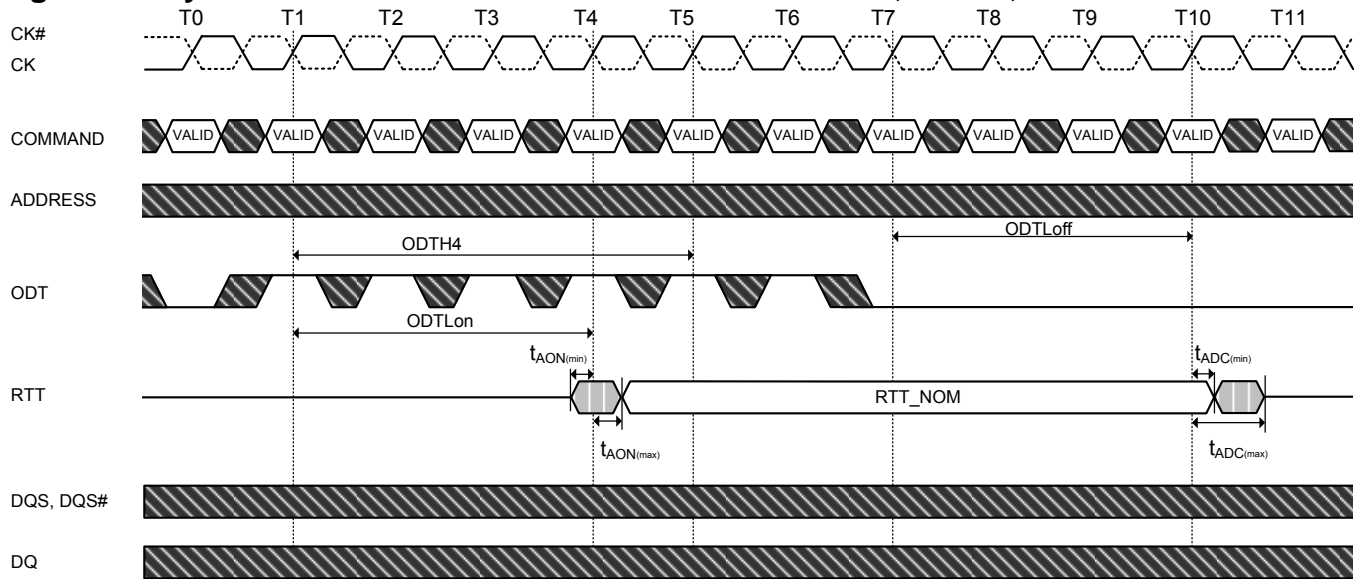 T0 T1 T2 T3 T4 T5 T6 T7 T8 T9 T10 T11
CK#
CK
COMMAND VALID VALID VALID VALID VALID VALID VALID VALID VALID VALID VALID VALID
ADDRESS
ODTLoff
ODTH4
ODT
ODTLon
tAON(min) tADC(min)
RTT RTT_NOM
tAON(max) tADC(max)
DQS, DQS#
DQ